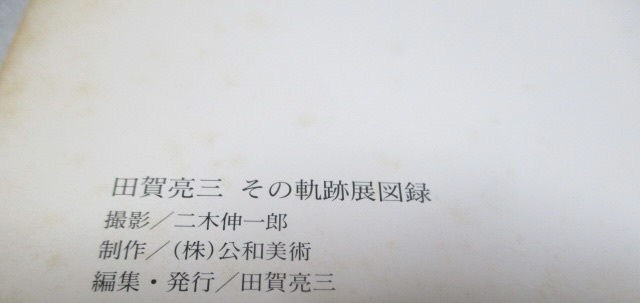 田賀亮三 その軌跡展図録
撮影／二木伸一郎
制作／(株)公和美術
編集・発行／田賀亮三